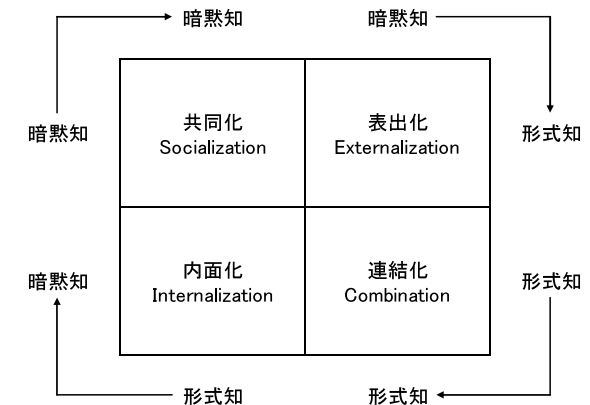 暗黙知
暗黙知
暗黙知
形式知
共同化
Socialization
表出化
Externalization
内面化
Internalization
連結化
Combination
暗黙知
形式知
形式知
形式知